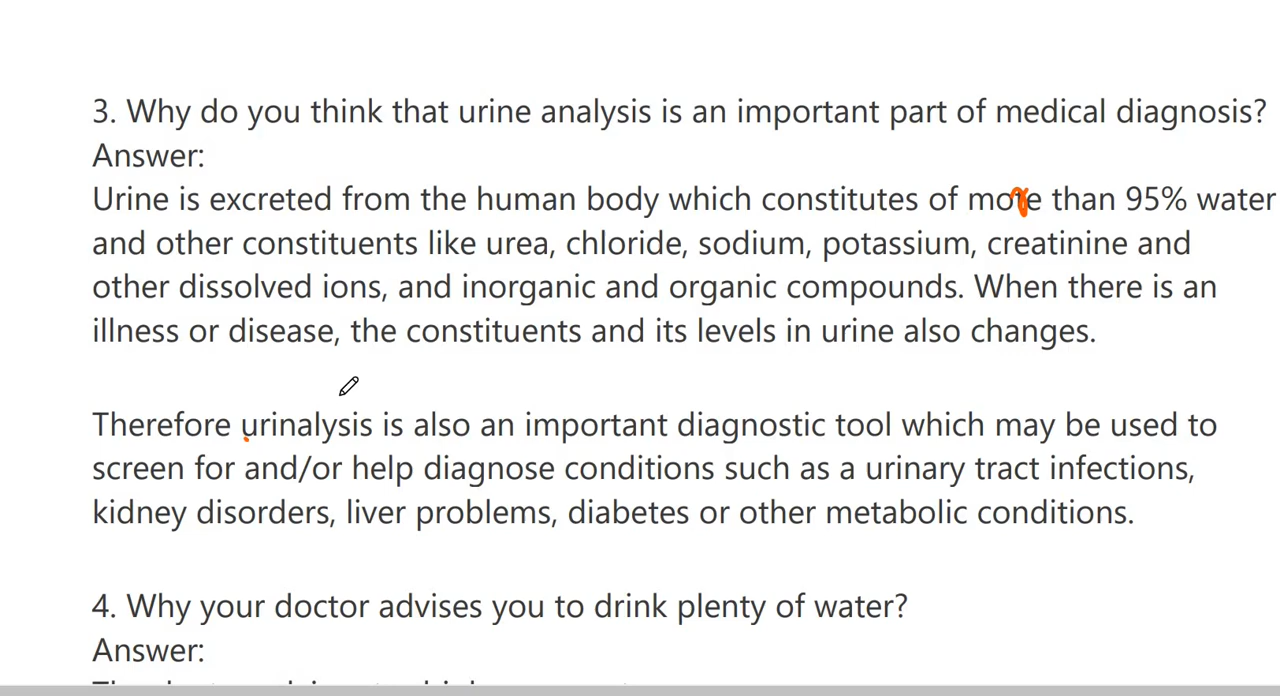 3. Why do you think that urine analysis is an important part of medical diagnosis?
Answer:
Urine is excreted from the human body which constitutes of more than 95% water
and other constituents like urea, chloride, sodium, potassium, creatinine and
other dissolved ions, and inorganic and organic compounds. When there is an
illness or disease, the constituents and its levels in urine also changes.
Therefore urinalysis is also an important diagnostic tool which may be used to
screen for and/or help diagnose conditions such as a urinary tract infections,
kidney disorders, liver problems, diabetes or other metabolic conditions.
4. Why your doctor advises you to drink plenty of water?
Answer: